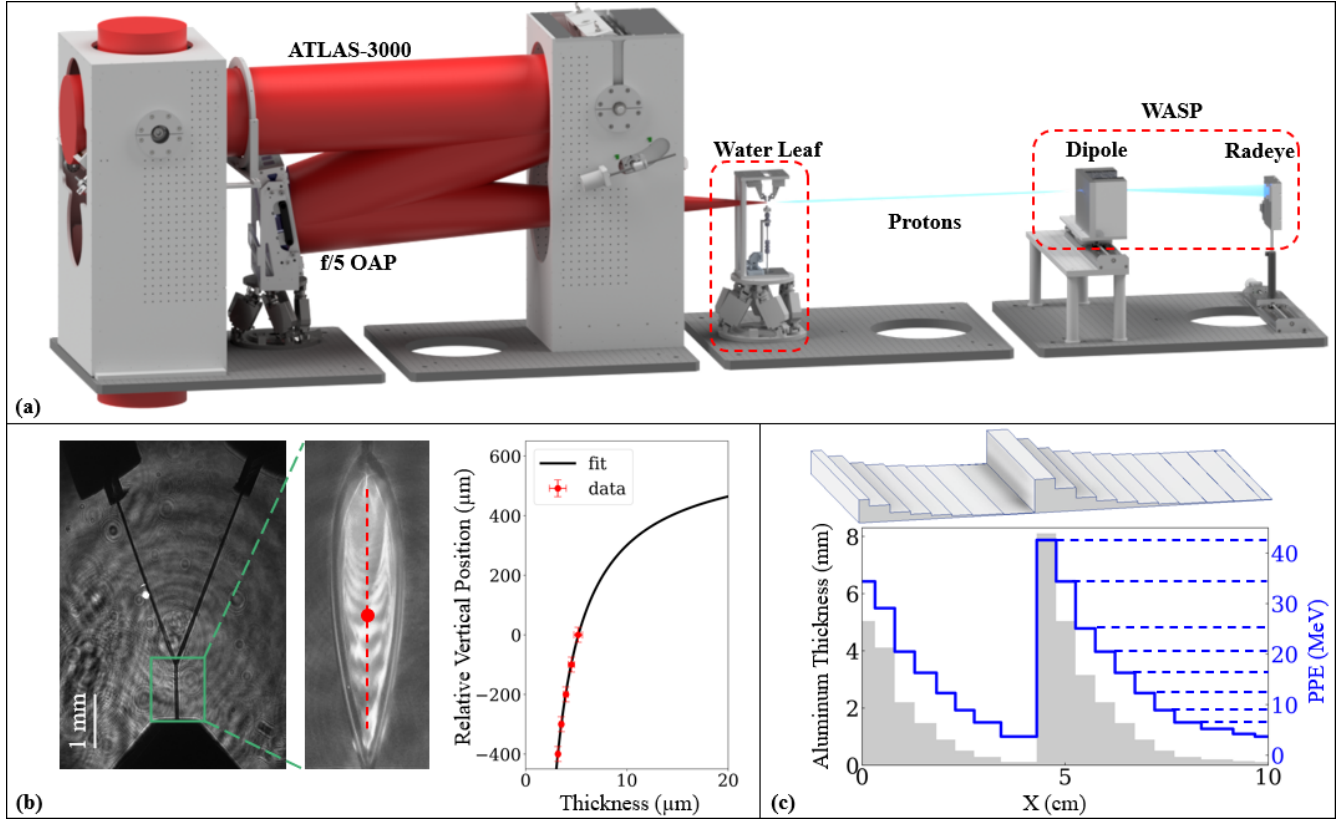 ATLAS-3000
WASP
Water Leaf
Dipole
Radeye
Protons
f/5 OAP
(a)
1 mm
(b)
Relative Vertical Position (μm)
600
400
200
0
−200
−400
fit
data
0
10
20
Thickness (μm)
Aluminum Thickness (mm)
8
6
4
2
0
40
30
20
10
0
PPE (MeV)
0
5
10
X (cm)
(c)